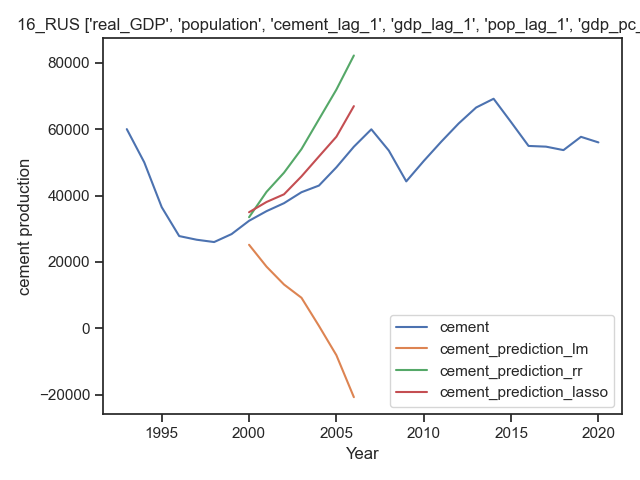 16_RUS ['real_GDP', 'population', 'cement_lag_1', 'gdp_lag_1', 'pop_lag_1', 'gdp_pc_
80000
60000
40000
20000
0
−20000
cement production
1995
2000
2005
2010
2015
2020
Year
cement
cement_prediction_lm
cement_prediction_rr
cement_prediction_lasso